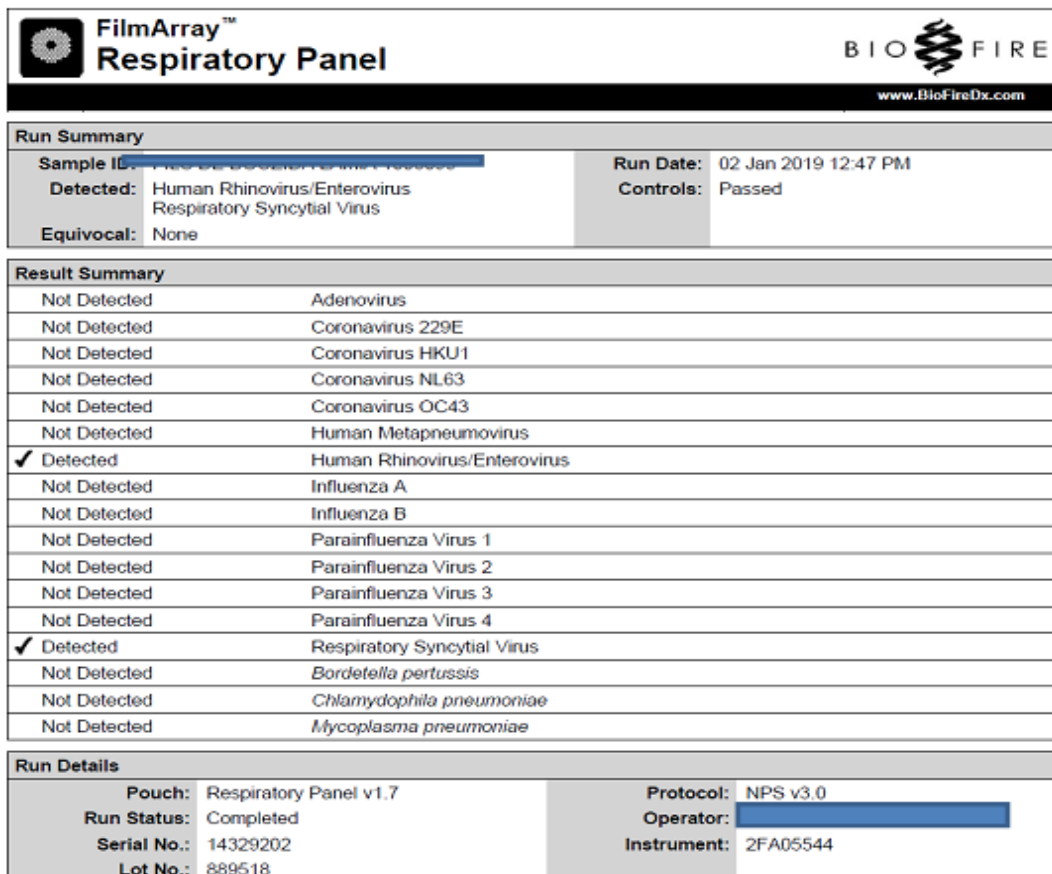 FilmArray™
Respiratory Panel
BIO FIRE
www.BioFireDx.com
Run Summary
Sample ID:
Run Date: 02 Jan 2019 12:47 PM
Detected: Human Rhinovirus/Enterovirus
Controls: Passed
Respiratory Syncytial Virus
Equivocal: None
Result Summary
Not Detected Adenovirus
Not Detected Coronavirus 229E
Not Detected Coronavirus HKU1
Not Detected Coronavirus NL63
Not Detected Coronavirus OC43
Not Detected Human Metapneumovirus
✓ Detected Human Rhinovirus/Enterovirus
Not Detected Influenza A
Not Detected Influenza B
Not Detected Parainfluenza Virus 1
Not Detected Parainfluenza Virus 2
Not Detected Parainfluenza Virus 3
Not Detected Parainfluenza Virus 4
✓ Detected Respiratory Syncytial Virus
Not Detected Bordetella pertussis
Not Detected Chlamydophila pneumoniae
Not Detected Mycoplasma pneumoniae
Run Details
Pouch: Respiratory Panel v1.7
Protocol: NPS v3.0
Run Status: Completed
Operator:
Serial No.: 14329202
Instrument: 2FA05544
Lot No.: 889518